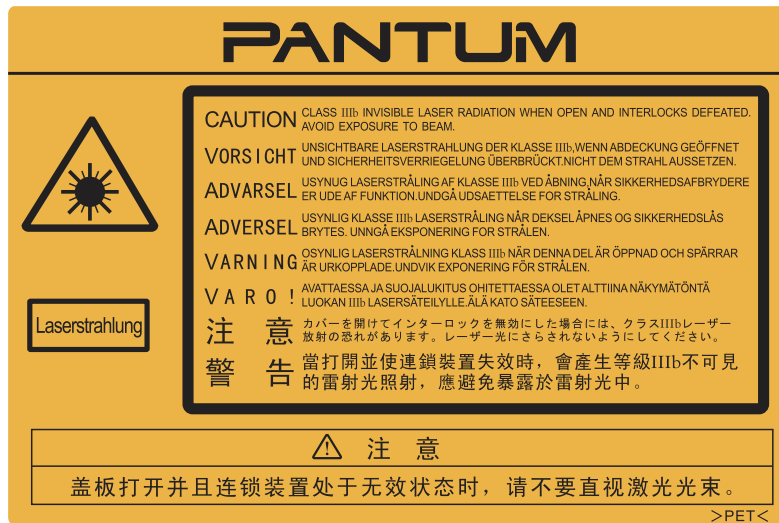 PANTUM
CAUTION CLASS IIIb INVISIBLE LASER RADIATION WHEN OPEN AND INTERLOCKS DEFEATED.
AVOID EXPOSURE TO BEAM.
VORSICHT UNSICHTBARE LASERSTRAHLUNG DER KLASSE IIIb,WENN ABDECKUNG GEÖFFNET
UND SICHERHEITSVERRIEGELUNG ÜBERBRÜCKT.NICHT DEM STRAHL AUSSETZEN.
ADVARSEL USYNUG LASERSTRÅLING AF KLASSE IIIb VED ÅBNING,NÅR SIKKERHEDSAFBRYDERE
ER UDE AF FUNKTION.UNDGÅ UDSAETTELSE FOR STRÅLING.
ADVERSEL USYNLIG KLASSE IIIb LASERSTRÅLING NÅR DEKSEL ÅPNES OG SIKKERHEDSLÅS
BRYTES. UNNGÅ EKSPONERING FOR STRÅLEN.
VARNING OSYNLIG LASERSTRÅLNING KLASS IIIb NÄR DENNA DEL ÄR ÖPPNAD OCH SPÄRRAR
ÄR URKOPPLADE.UNDVIK EXPONERING FÖR STRÅLEN.
VARO! AVATTAESSA JA SUOJALUKITUS OHITETTAESSA OLET ALTTIINA NÄKYMÄTÖNTÄ
LUOKAN IIIb LASERSÄTEILYLLE.ÄLÄ KATO SÄTEESEEN.
注意 カバーを開けてインターロックを無効にした場合には、クラスIIIbレーザー
放射の恐れがあります。レーザー光にさらされないようにしてください。
警告 當打開並使連鎖裝置失效時，會產生等級IIIb不可見
的雷射光照射，應避免暴露於雷射光中。
Laserstrahlung
注意
盖板打开并且连锁装置处于无效状态时，请不要直视激光光束。
>PET<